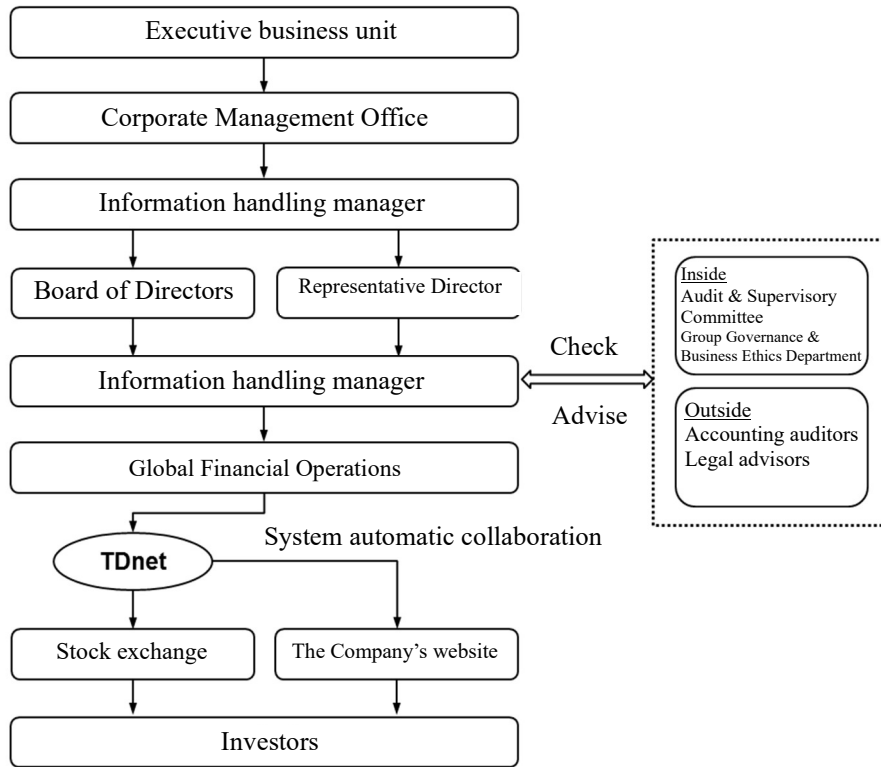 Executive business unit
Corporate Management Office
Information handling manager
Board of Directors
Representative Director
Information handling manager
Check
Advise
Inside
Audit & Supervisory
Committee
Group Governance &
Business Ethics Department
Outside
Accounting auditors
Legal advisors
Global Financial Operations
System automatic collaboration
TDnet
Stock exchange
The Company’s website
Investors